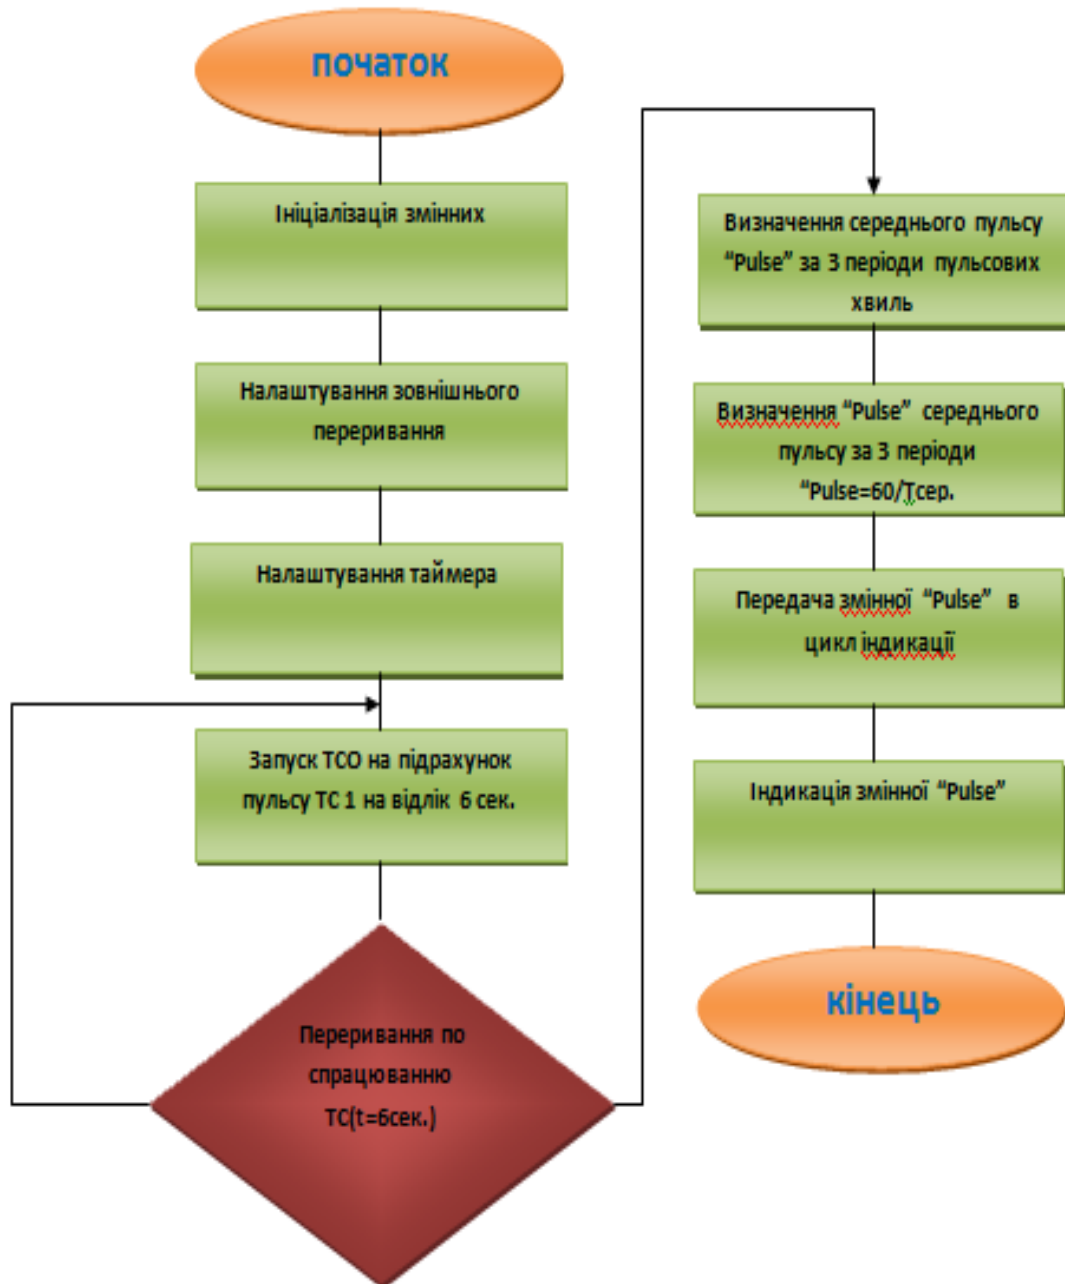 початок
Ініціалізація змінних
Налаштування зовнішнього
переривання
Налаштування таймера
Запуск ТСО на підрахунок
пульсу ТС 1 на відлік 6 сек.
Переривання по
спрацюванню
ТС(t=6сек.)
Визначення середнього пульсу
“Pulse” за 3 періоди пульсових
хвиль
Визначення “Pulse” середнього
пульсу за 3 періоди
“Pulse=60/Тсер.
Передача змінної “Pulse” в
цикл індикації
Індикація змінної “Pulse”
кінець